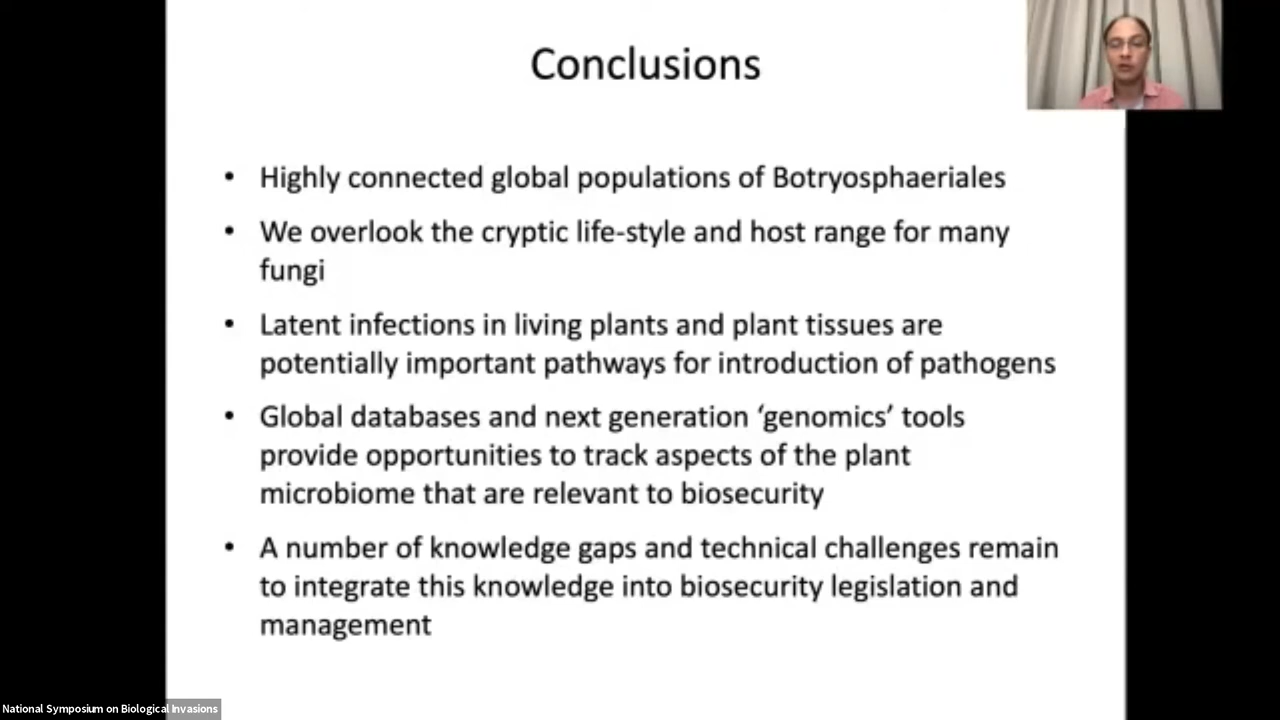 Conclusions
• Highly connected global populations of Botryosphaeriales
• We overlook the cryptic life-style and host range for many
fungi
• Latent infections in living plants and plant tissues are
potentially important pathways for introduction of pathogens
• Global databases and next generation ‘genomics’ tools
provide opportunities to track aspects of the plant
microbiome that are relevant to biosecurity
• A number of knowledge gaps and technical challenges remain
to integrate this knowledge into biosecurity legislation and
management
National Symposium on Biological Invasions